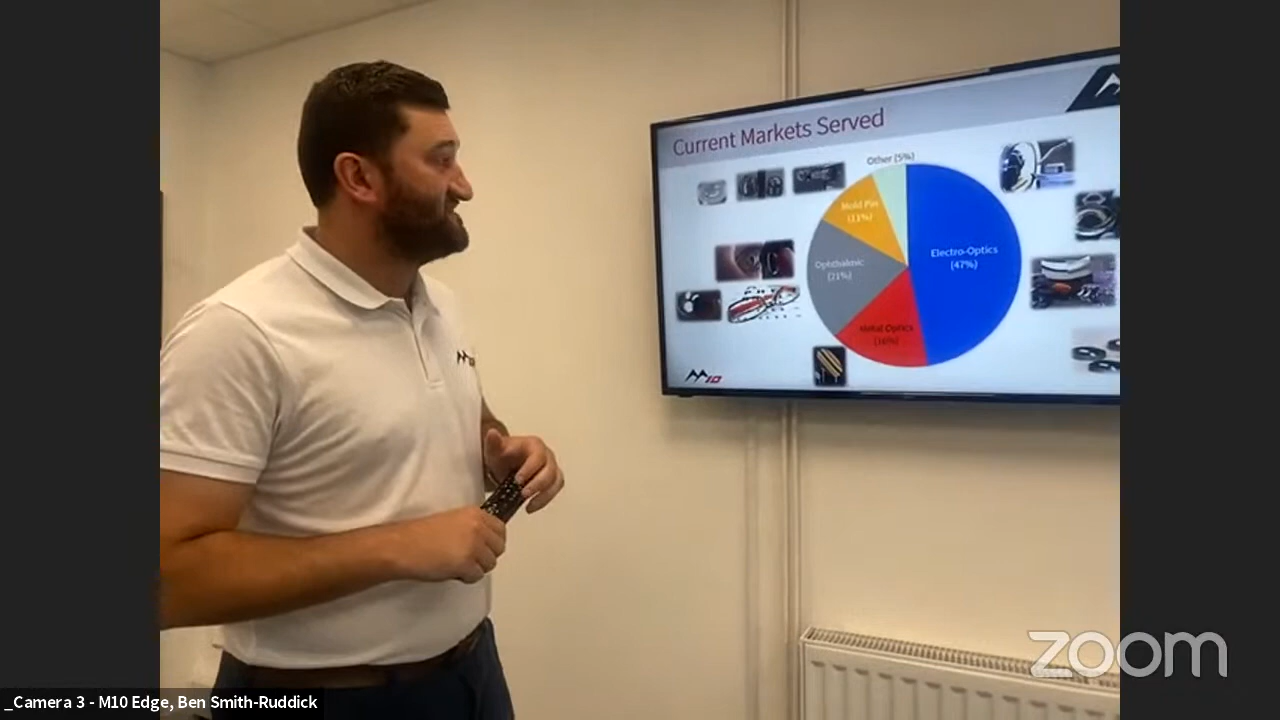 Current Markets Served
Other (5%)
Mold Pin
(11%)
Electro-Optics
(47%)
Ophthalmic
(21%)
Metal Optics
(16%)
M10
M10
zoom
_Camera 3 - M10 Edge, Ben Smith-Ruddick